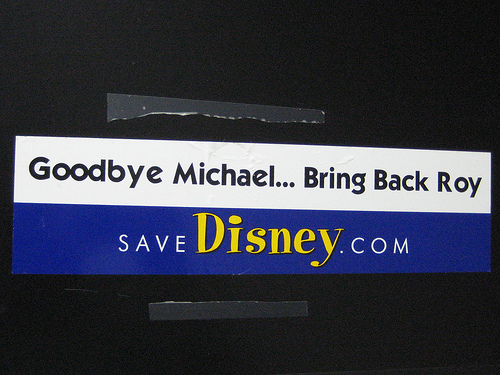 Goodbye Michael... Bring Back Roy
SAVE Disney.COM